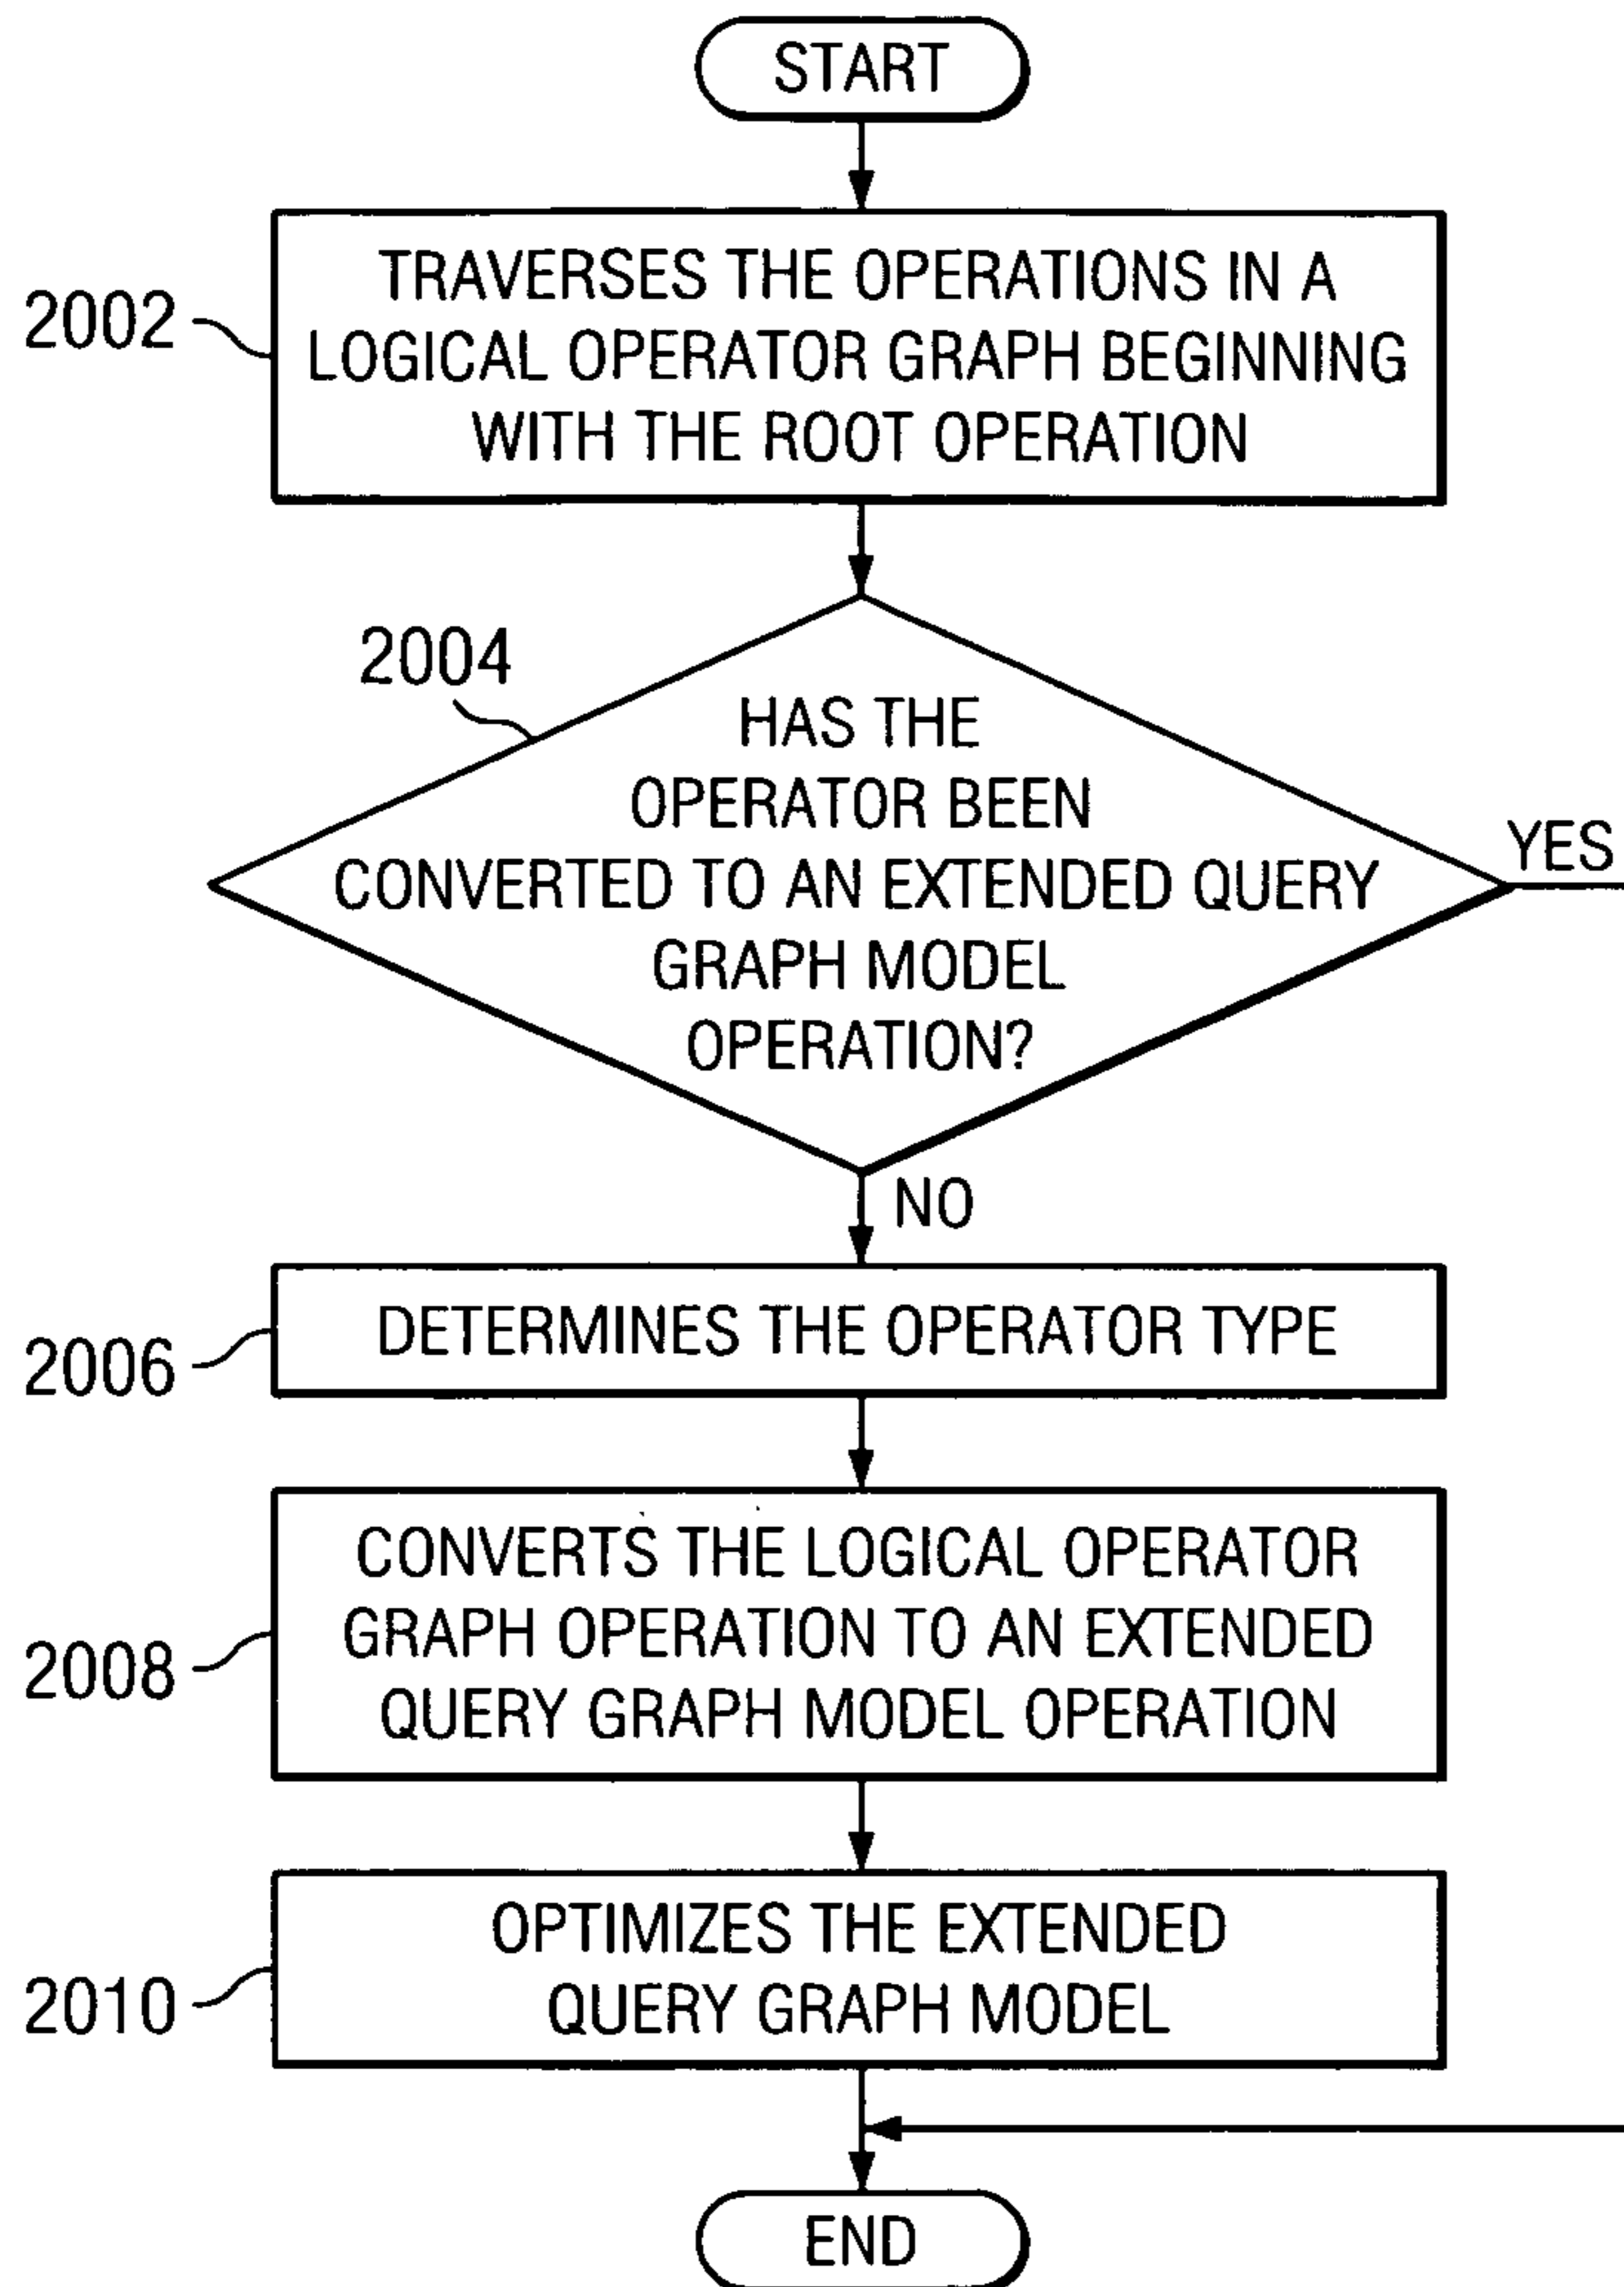 START
2002
TRAVERSES THE OPERATIONS IN A
LOGICAL OPERATOR GRAPH BEGINNING
WITH THE ROOT OPERATION
2004
HAS THE
OPERATOR BEEN
CONVERTED TO AN EXTENDED QUERY
GRAPH MODEL
OPERATION?
YES
NO
2006
DETERMINES THE OPERATOR TYPE
2008
CONVERTS THE LOGICAL OPERATOR
GRAPH OPERATION TO AN EXTENDED
QUERY GRAPH MODEL OPERATION
2010
OPTIMIZES THE EXTENDED
QUERY GRAPH MODEL
END